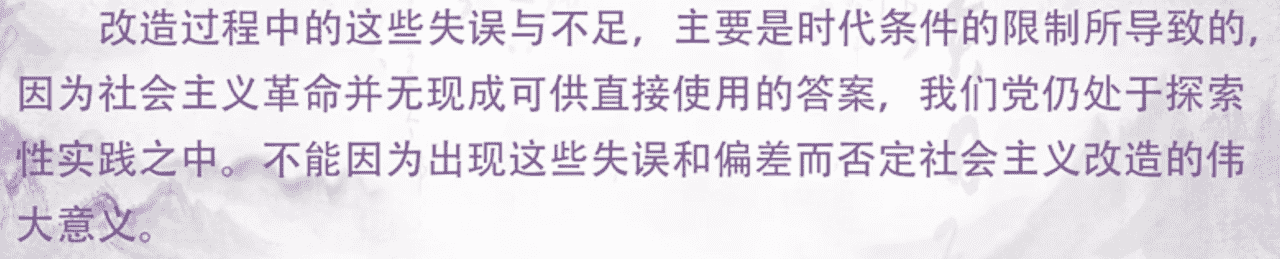 改造过程中的这些失误与不足，主要是时代条件的限制所导致的，
因为社会主义革命并无现成可供直接使用的答案，我们党仍处于探索
性实践之中。不能因为出现这些失误和偏差而否定社会主义改造的伟
大意义。